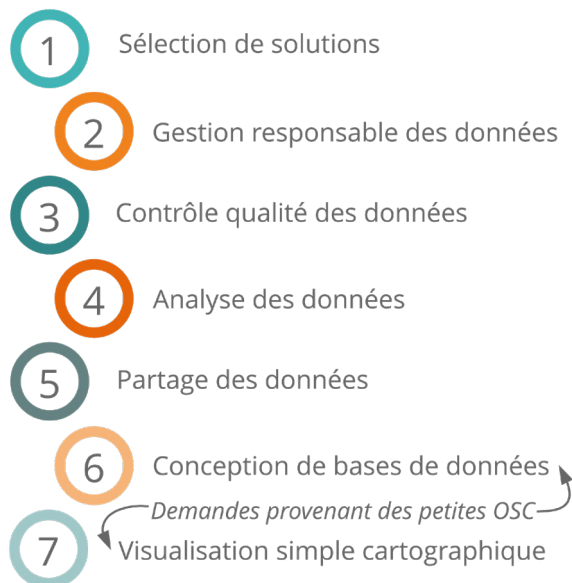 1 Sélection de solutions
2 Gestion responsable des données
3 Contrôle qualité des données
4 Analyse des données
5 Partage des données
6 Conception de bases de données
Demandes provenant des petites OSC
7 Visualisation simple cartographique